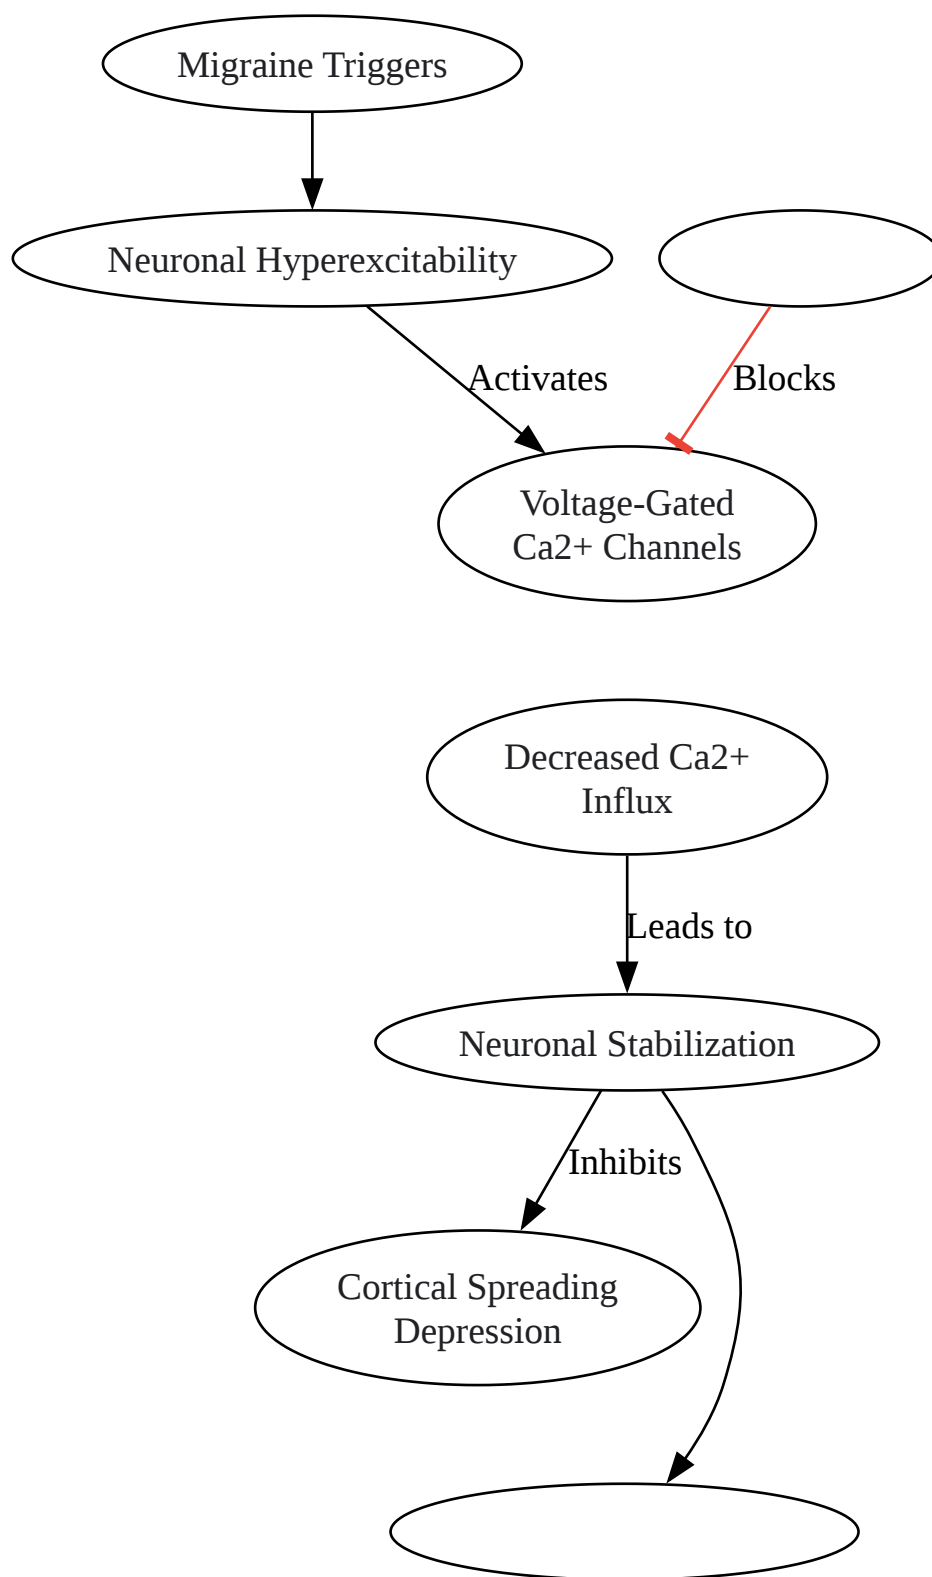 Migraine Triggers
Neuronal Hyperexcitability
Activates
Blocks
Voltage-Gated
Ca2+ Channels
Decreased Ca2+
Influx
Leads to
Neuronal Stabilization
Inhibits
Cortical Spreading
Depression